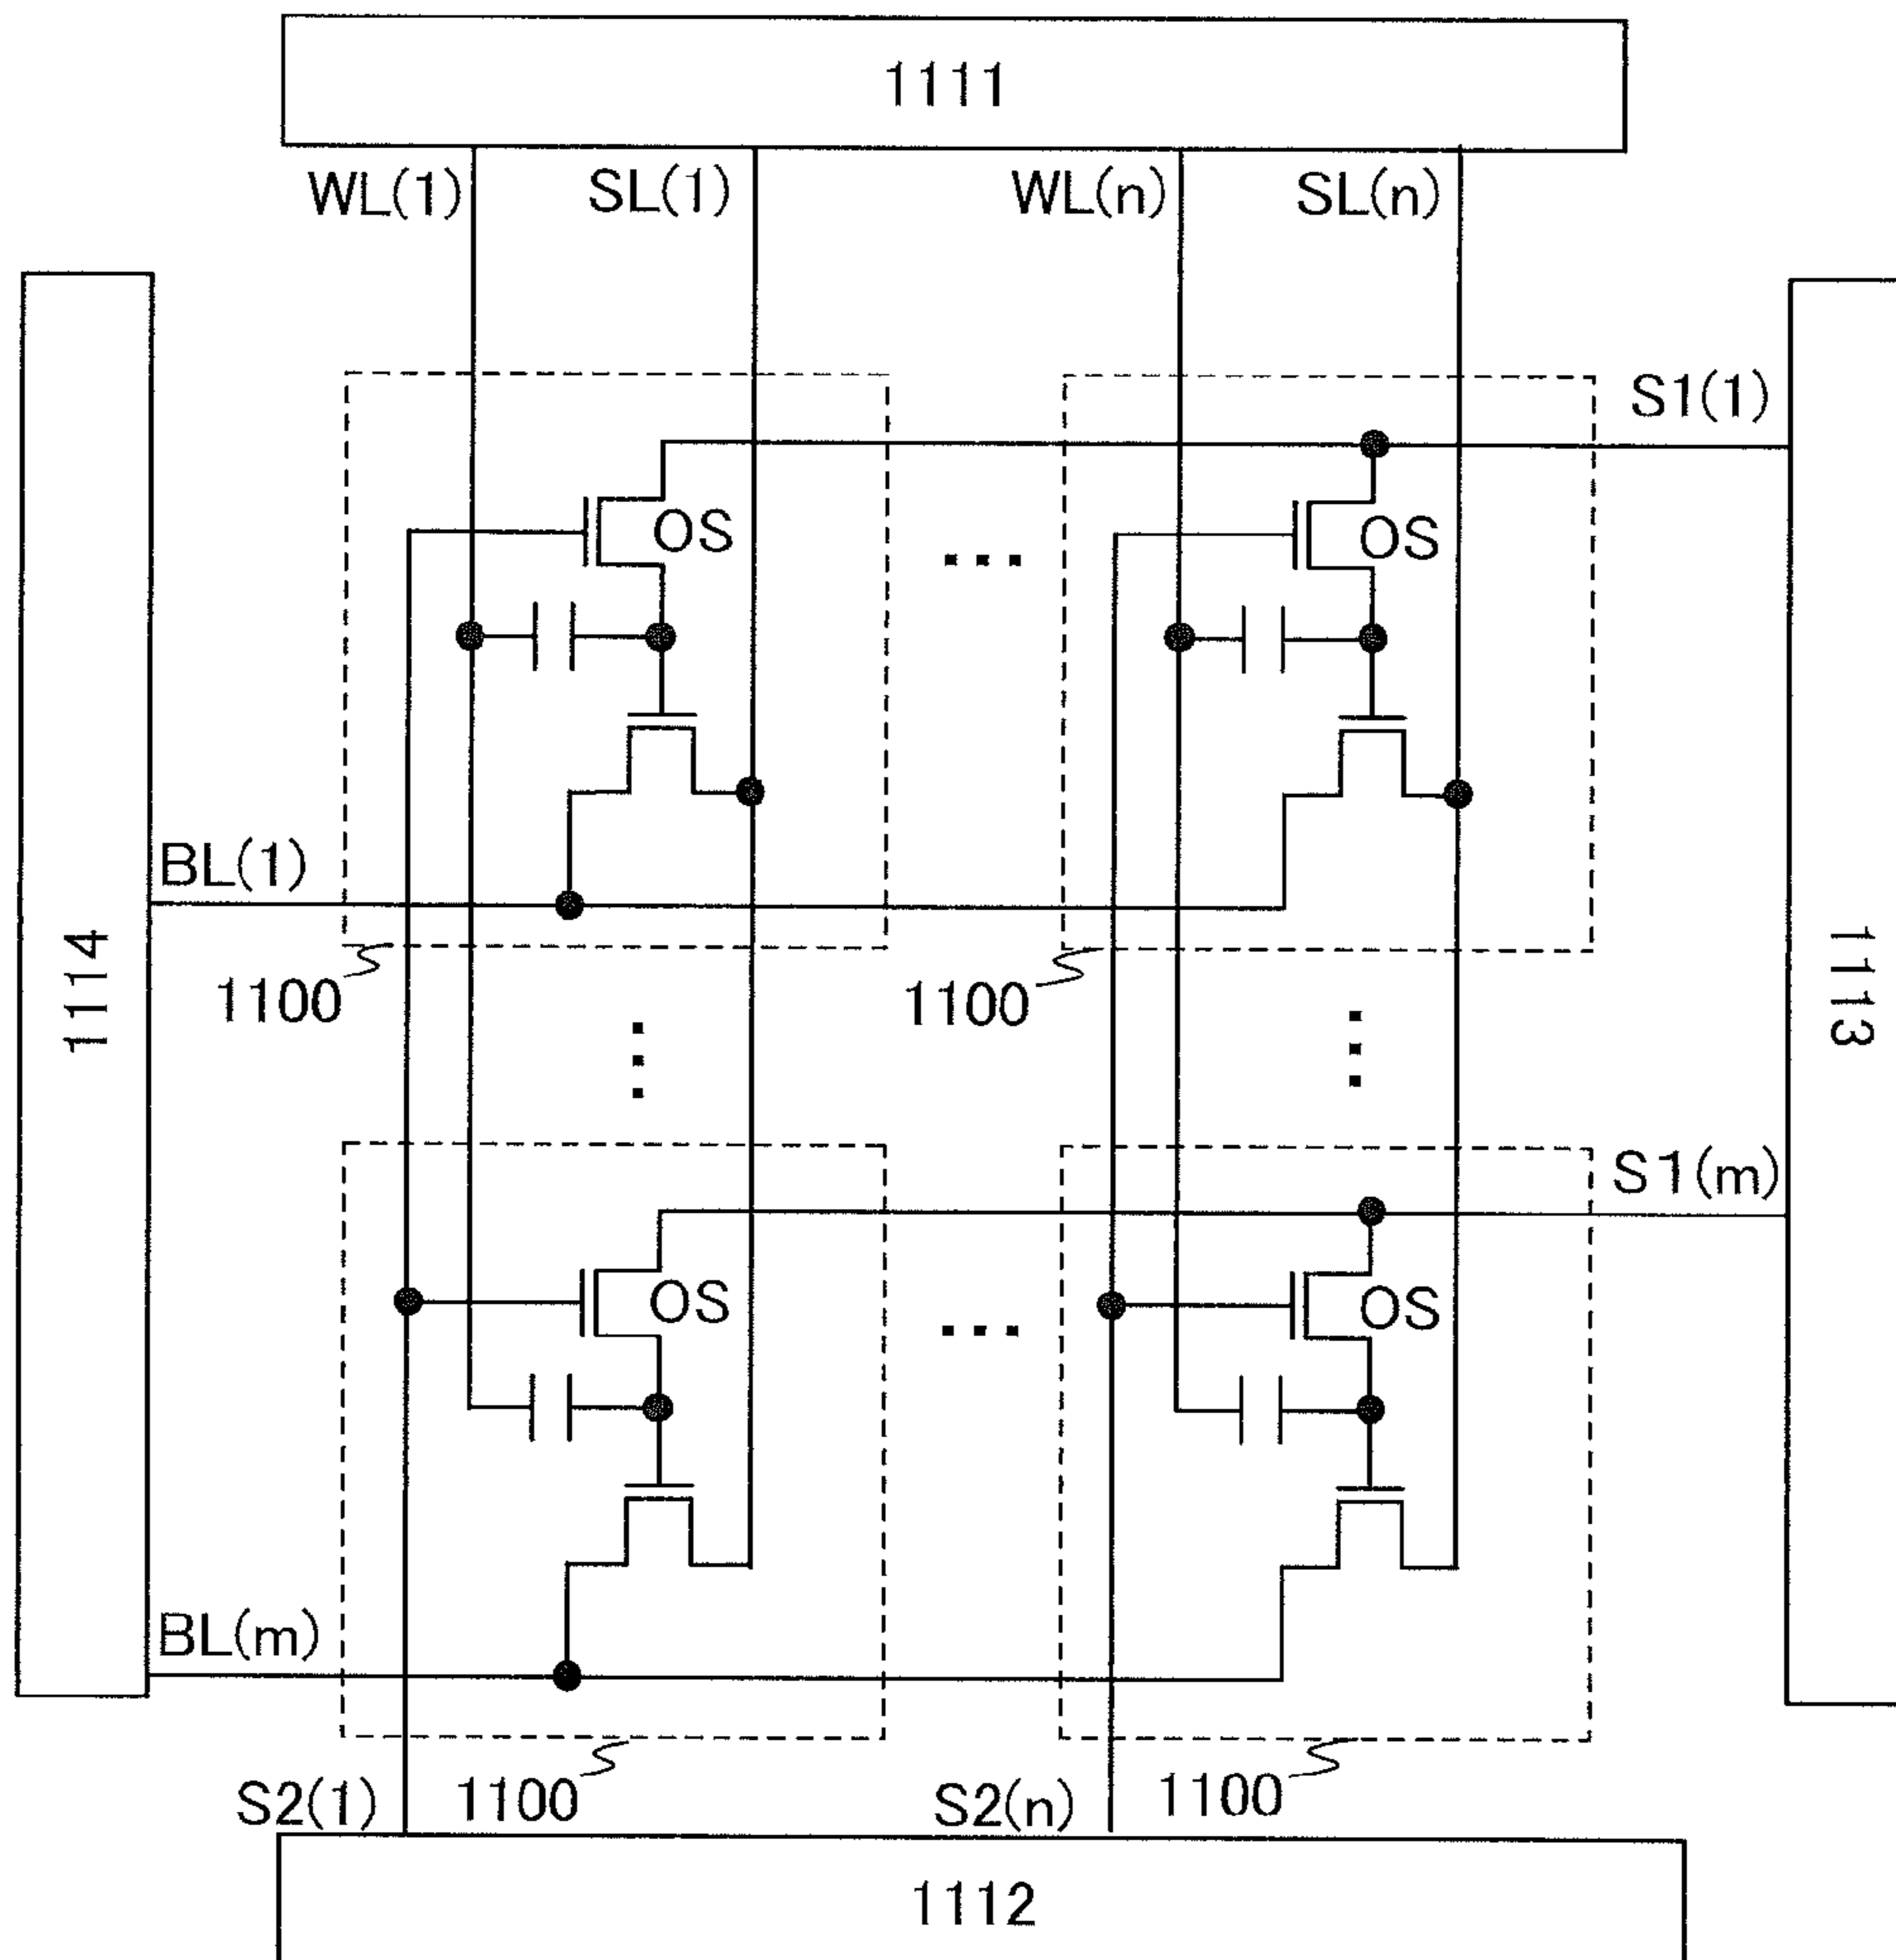 1111
WL(1)
SL(1)
WL(n)
SL(n)
S1(1)
OS
OS
BL(1)
1114
1113
1100
1100
S1(m)
OS
OS
BL(m)
S2(1)
1100
S2(n)
1100
1112